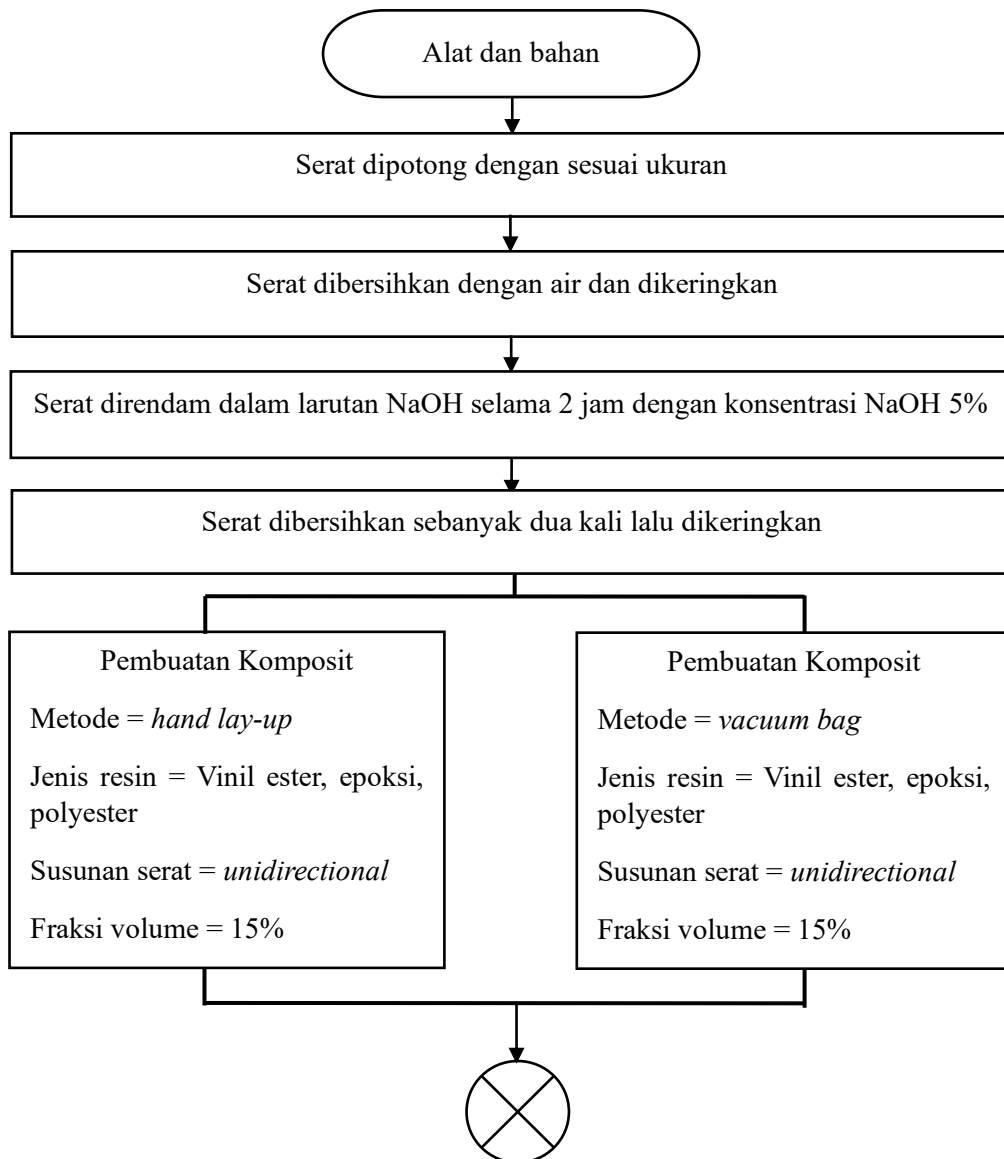 Alat dan bahan
Serat dipotong dengan sesuai ukuran
Serat dibersihkan dengan air dan dikeringkan
Serat direndam dalam larutan NaOH selama 2 jam dengan konsentrasi NaOH 5%
Serat dibersihkan sebanyak dua kali lalu dikeringkan
Pembuatan Komposit
Metode = hand lay-up
Jenis resin = Vinil ester, epoksi,
polyester
Susunan serat = unidirectional
Fraksi volume = 15%
Pembuatan Komposit
Metode = vacuum bag
Jenis resin = Vinil ester, epoksi,
polyester
Susunan serat = unidirectional
Fraksi volume = 15%